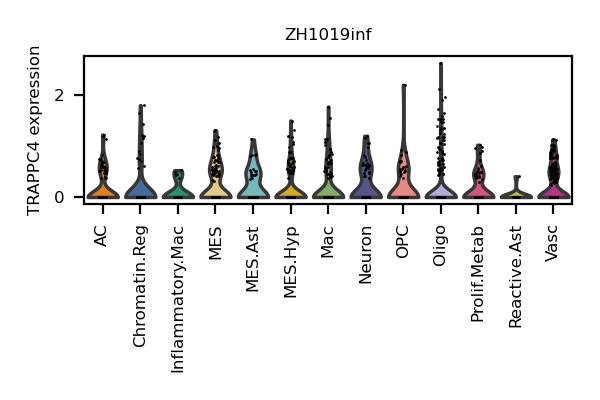 ZH1019inf
TRAPPC4 expression
2
0
AC
Chromatin.Reg
Inflammatory.Mac
MES
MES.Ast
MES.Hyp
Mac
Neuron
OPC
Oligo
Prolif.Metab
Reactive.Ast
Vasc